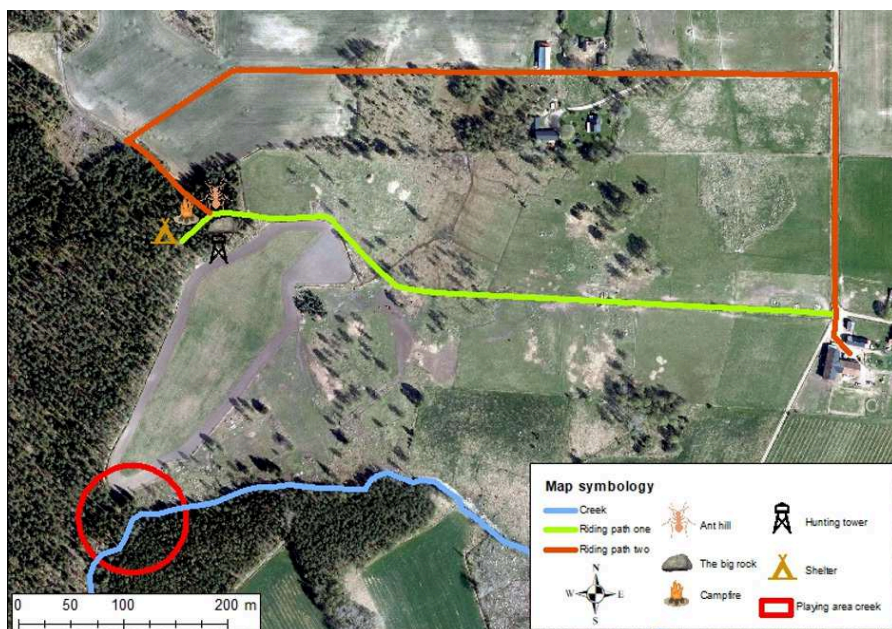 Map symbology
Creek
Riding path one
Riding path two
Ant hill
The big rock
Campfire
Hunting tower
Shelter
Playing area creek
N
W E
S
0 50 100 200 m